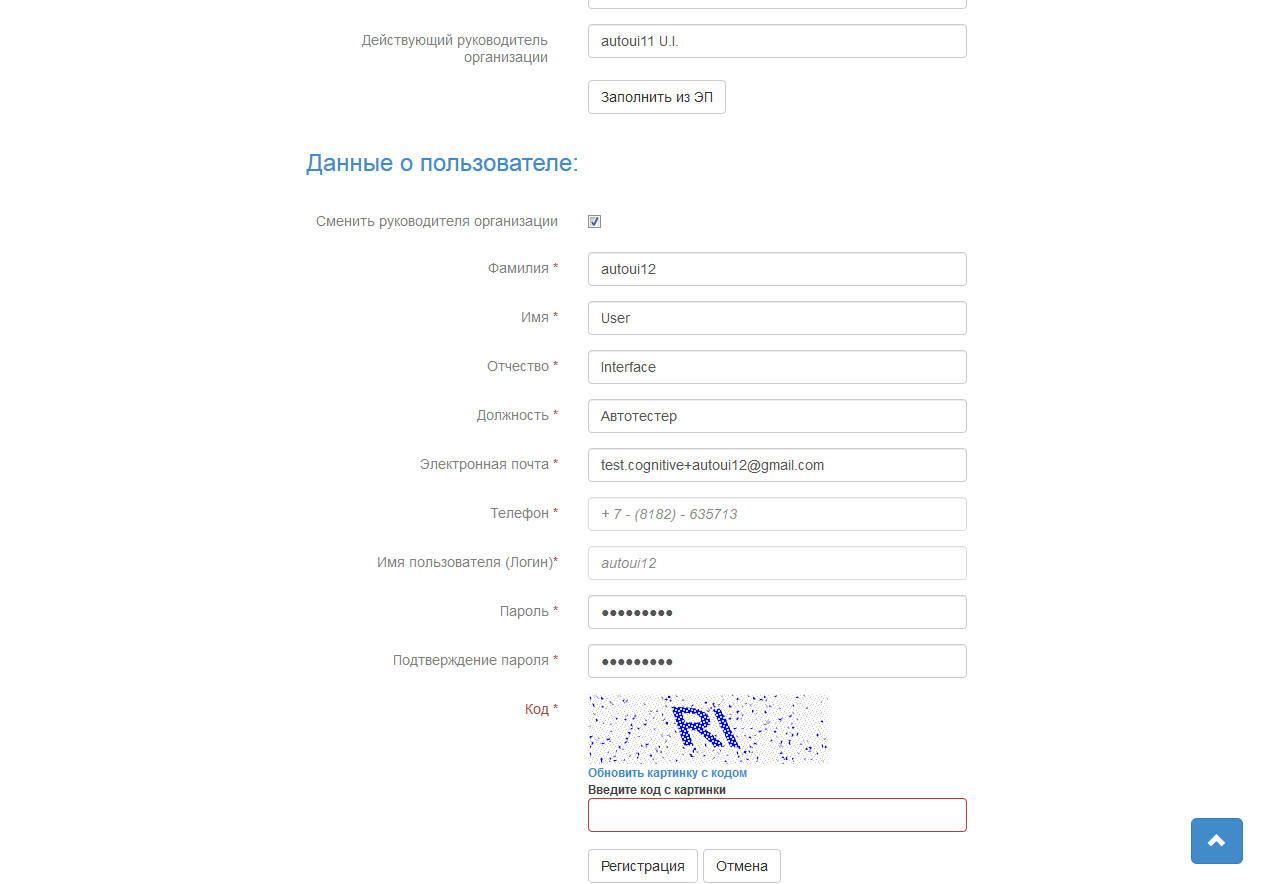 Действующий руководитель
организации
autoui11 U.I.
Заполнить из ЭП
Данные о пользователе:
Сменить руководителя организации
Фамилия *
autoui12
Имя *
User
Отчество *
Interface
Должность *
Автотестер
Электронная почта *
test.cognitive+autoui12@gmail.com
Телефон *
+ 7 - (8182) - 635713
Имя пользователя (Логин)*
autoui12
Пароль *
●●●●●●●●●
Подтверждение пароля *
●●●●●●●●●
Код *
Обновить картинку с кодом
Введите код с картинки
Регистрация
Отмена